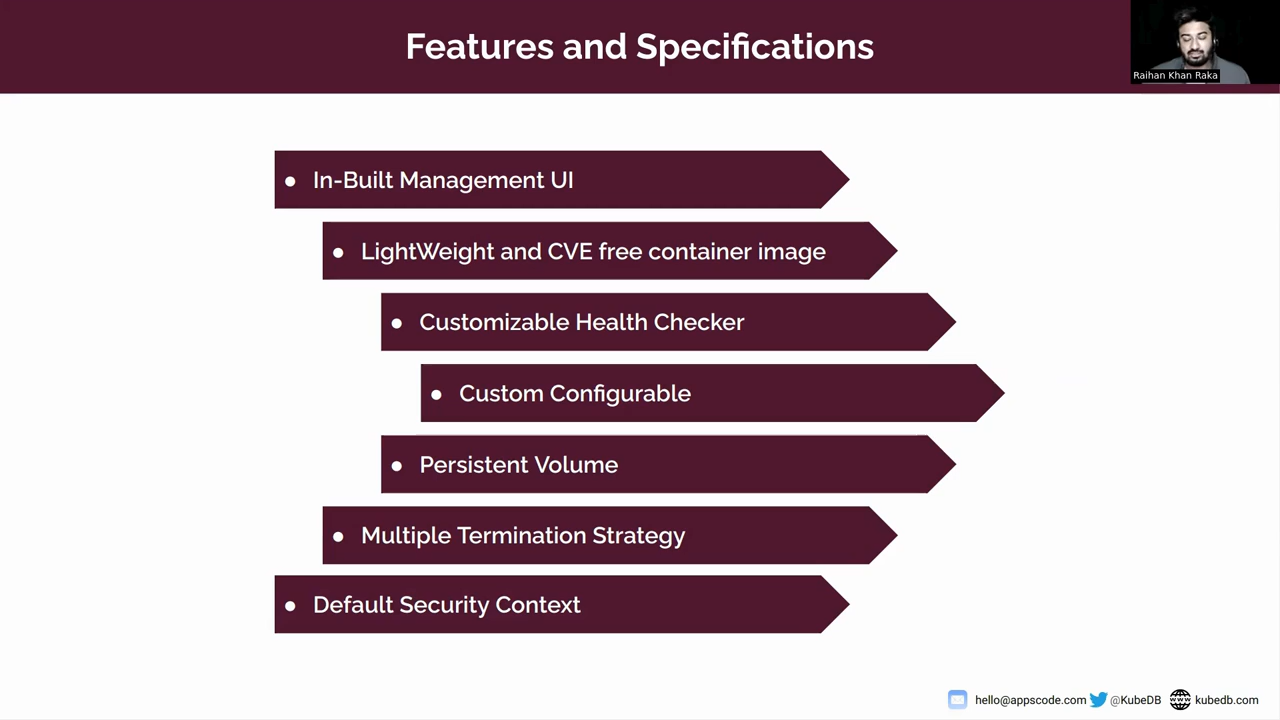 Features and Specifications
Raihan Khan Raka
● In-Built Management UI
● LightWeight and CVE free container image
● Customizable Health Checker
● Custom Configurable
● Persistent Volume
● Multiple Termination Strategy
● Default Security Context
hello@appscode.com @KubeDB kubedb.com